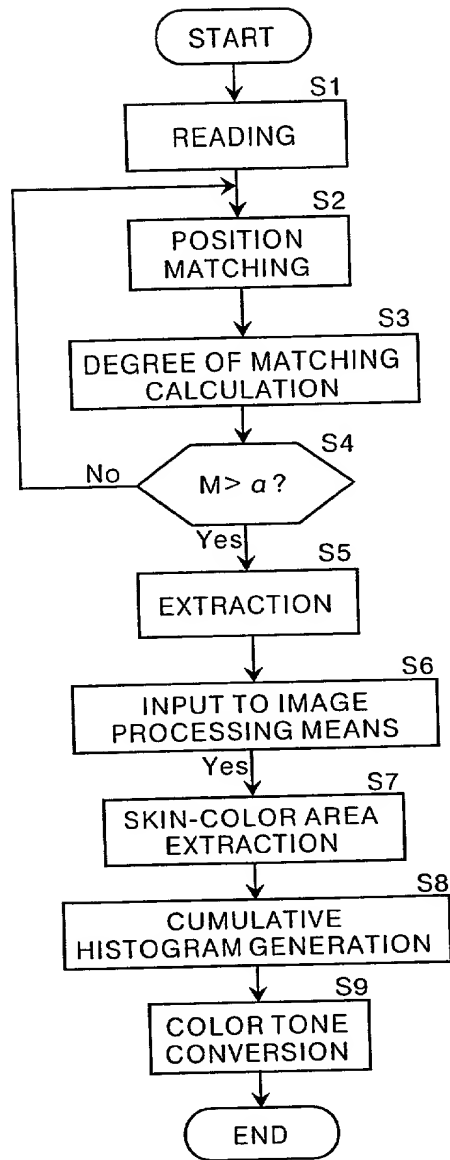 START
S1
READING
S2
POSITION
MATCHING
S3
DEGREE OF MATCHING
CALCULATION
S4
No
M> a?
Yes
S5
EXTRACTION
S6
INPUT TO IMAGE
PROCESSING MEANS
Yes
S7
SKIN-COLOR AREA
EXTRACTION
S8
CUMULATIVE
HISTOGRAM GENERATION
S9
COLOR TONE
CONVERSION
END